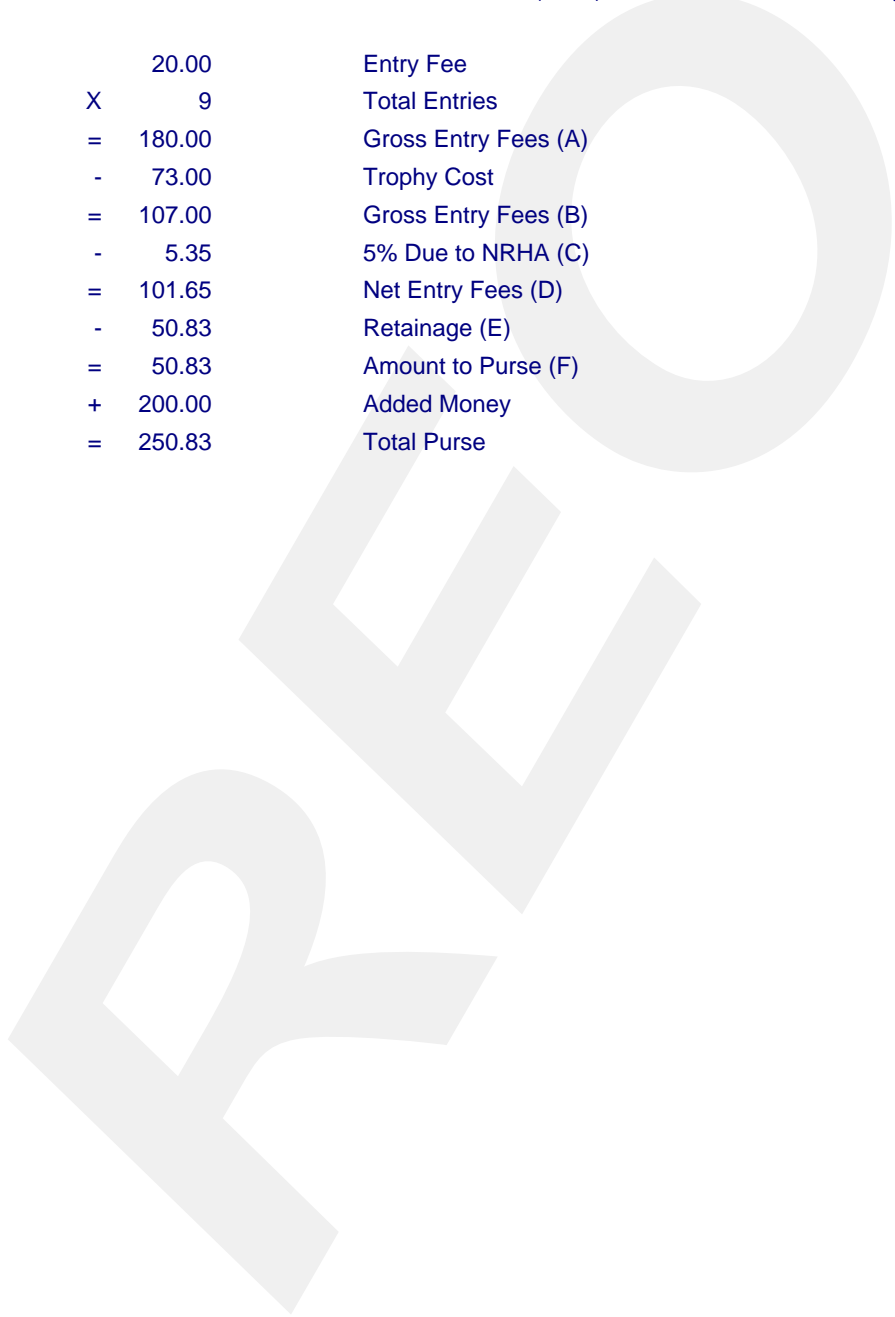 20.00 Entry Fee
X 9 Total Entries
= 180.00 Gross Entry Fees (A)
- 73.00 Trophy Cost
= 107.00 Gross Entry Fees (B)
- 5.35 5% Due to NRHA (C)
= 101.65 Net Entry Fees (D)
- 50.83 Retainage (E)
= 50.83 Amount to Purse (F)
+ 200.00 Added Money
= 250.83 Total Purse
REO